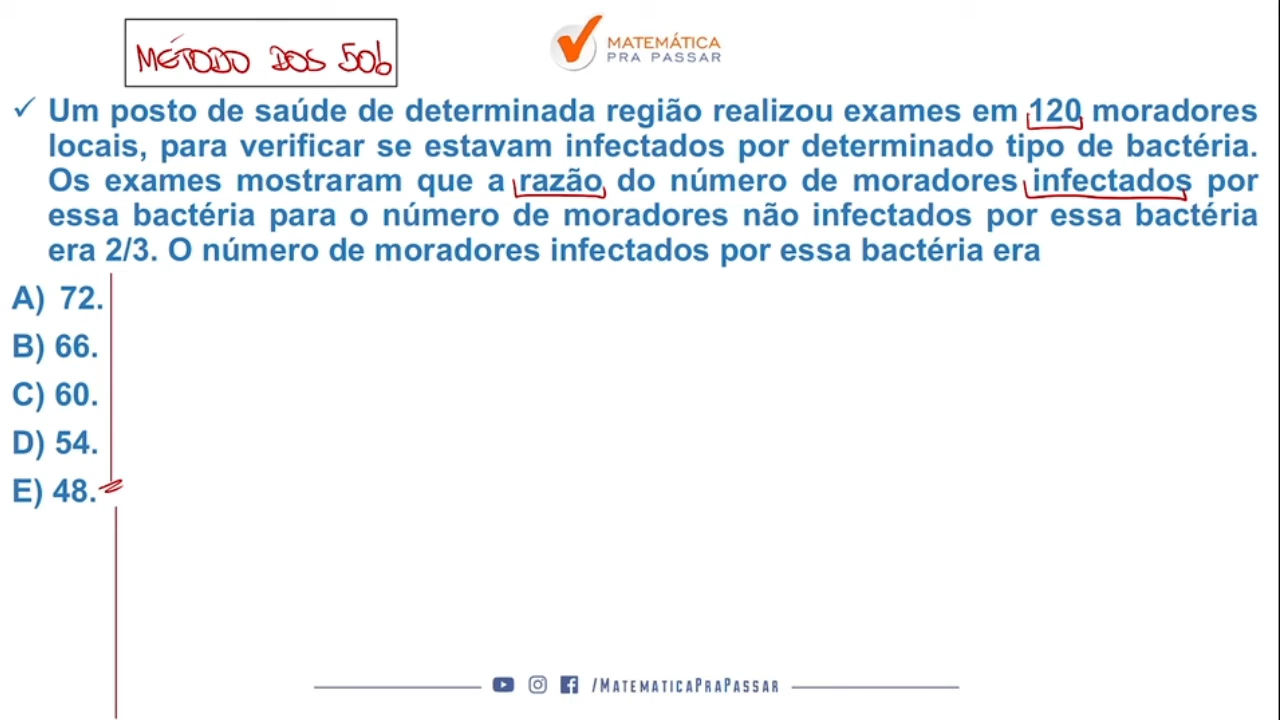 MÉTODO DOS 50%
MATEMÁTICA
PRA PASSAR
✓ Um posto de saúde de determinada região realizou exames em 120 moradores
locais, para verificar se estavam infectados por determinado tipo de bactéria.
Os exames mostraram que a razão do número de moradores infectados por
essa bactéria para o número de moradores não infectados por essa bactéria
era 2/3. O número de moradores infectados por essa bactéria era
A) 72.
B) 66.
C) 60.
D) 54.
E) 48.
/MATEMATICAPRAPASSAR